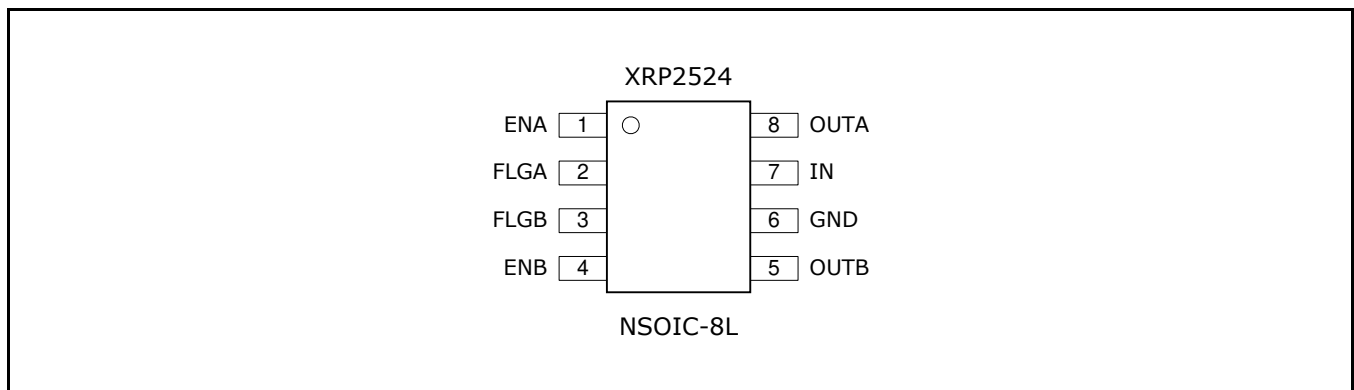 XRP2524
ENA 1 8 OUTA
FLGA 2 7 IN
FLGB 3 6 GND
ENB 4 5 OUTB
NSOIC-8L